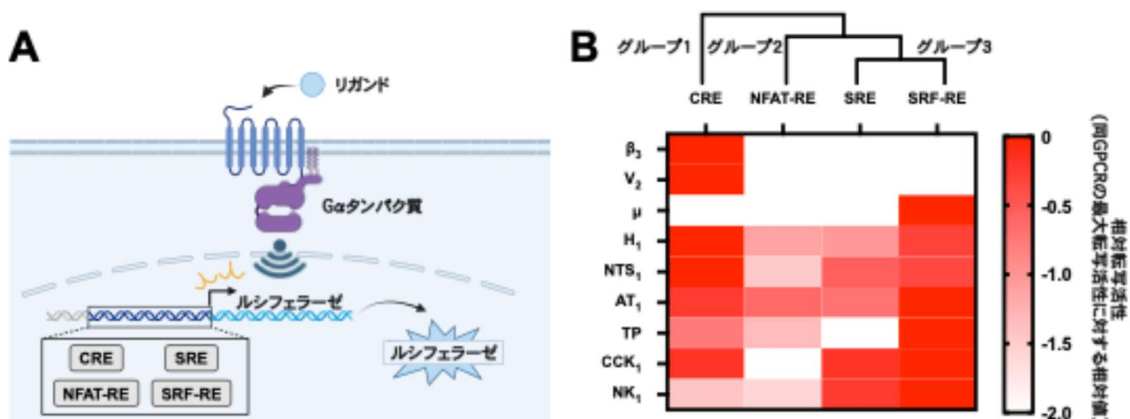 A
リガンド
Gαタンパク質
ルシフェラーゼ
ルシフェラーゼ
CRE
SRE
NFAT-RE
SRF-RE
B
グループ1
グループ2
グループ3
CRE
NFAT-RE
SRE
SRF-RE
β3
V2
μ
H1
NTS1
AT1
TP
CCK1
NK1
0
-0.5
-1.0
-1.5
-2.0
相対転写活性
(同GPCRの最大転写活性に対する相対値)